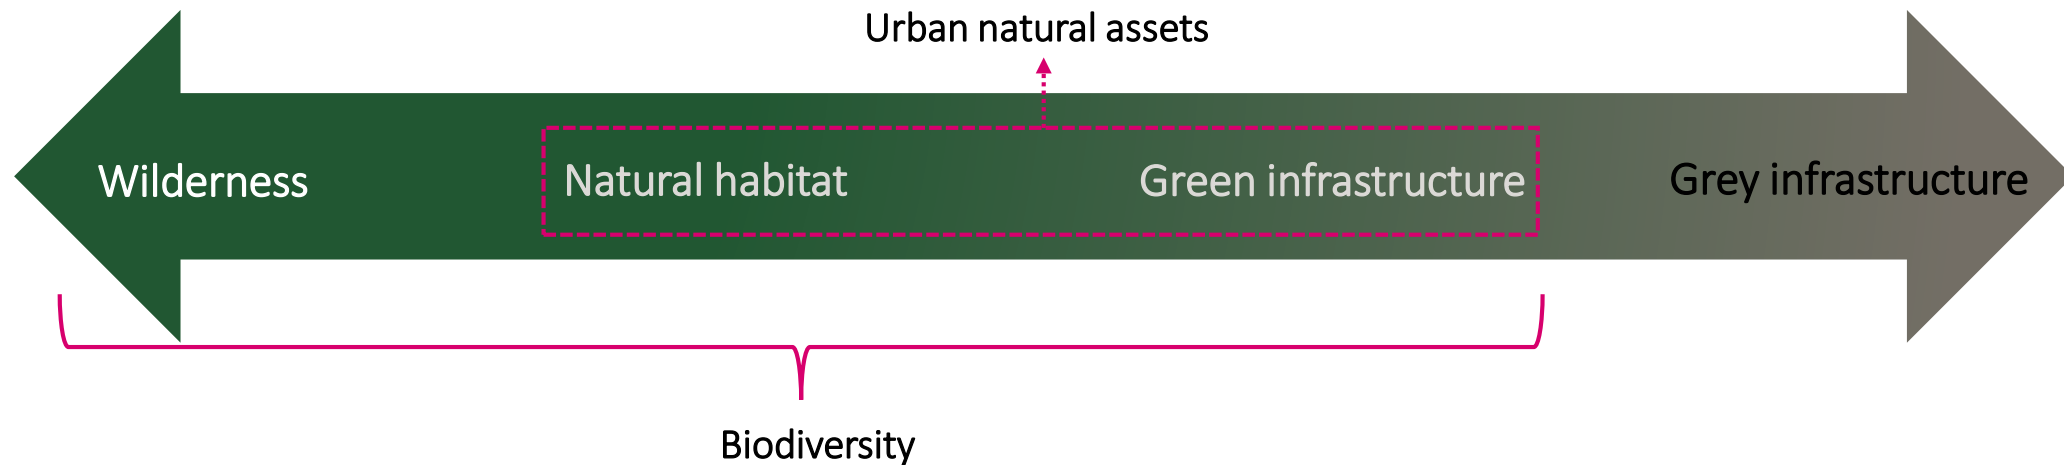 Urban natural assets
Wilderness
Natural habitat
Green infrastructure
Grey infrastructure
Biodiversity